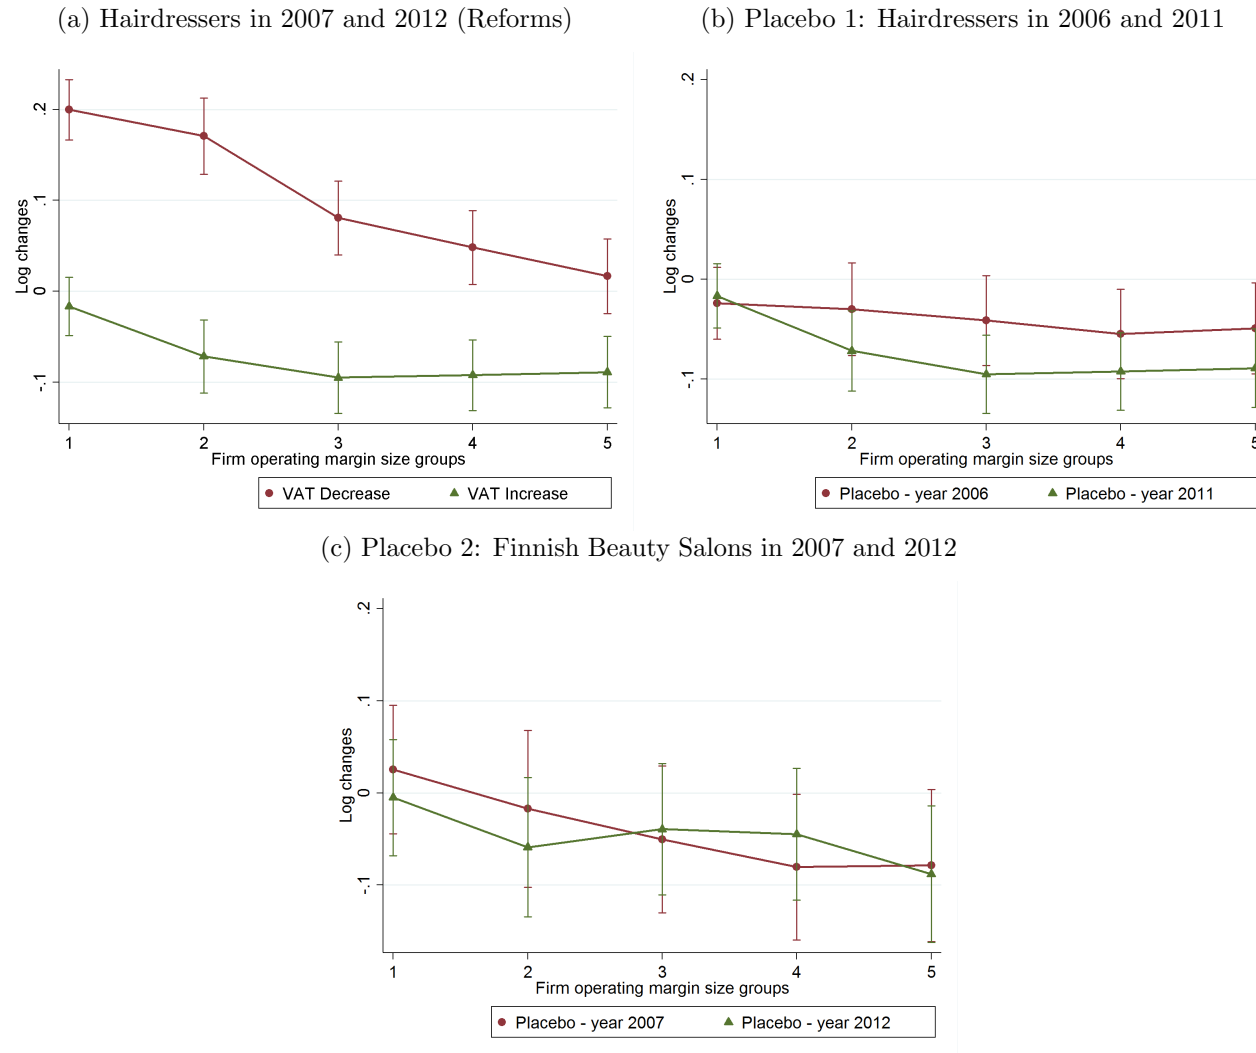 (a) Hairdressers in 2007 and 2012 (Reforms)
.2
.1
0
-.1
Log changes
1 2 3 4 5
Firm operating margin size groups
VAT Decrease VAT Increase
(b) Placebo 1: Hairdressers in 2006 and 2011
.2
.1
0
-.1
Log changes
1 2 3 4 5
Firm operating margin size groups
Placebo - year 2006 Placebo - year 2011
(c) Placebo 2: Finnish Beauty Salons in 2007 and 2012
.2
.1
0
-.1
Log changes
1 2 3 4 5
Firm operating margin size groups
Placebo - year 2007 Placebo - year 2012